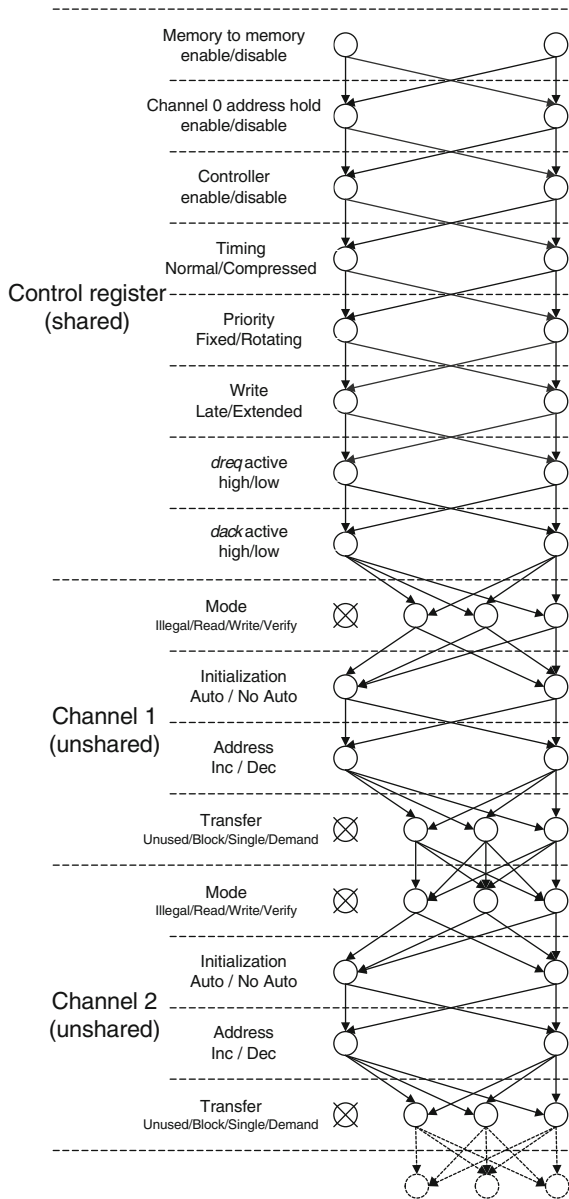 Memory to memory
enable/disable
Channel 0 address hold
enable/disable
Controller
enable/disable
Timing
Normal/Compressed
Control register
(shared)
Priority
Fixed/Rotating
Write
Late/Extended
dreq active
high/low
dack active
high/low
Mode
Illegal/Read/Write/Verify
Initialization
Auto / No Auto
Channel 1
(unshared)
Address
Inc / Dec
Transfer
Unused/Block/Single/Demand
Mode
Illegal/Read/Write/Verify
Initialization
Auto / No Auto
Channel 2
(unshared)
Address
Inc / Dec
Transfer
Unused/Block/Single/Demand